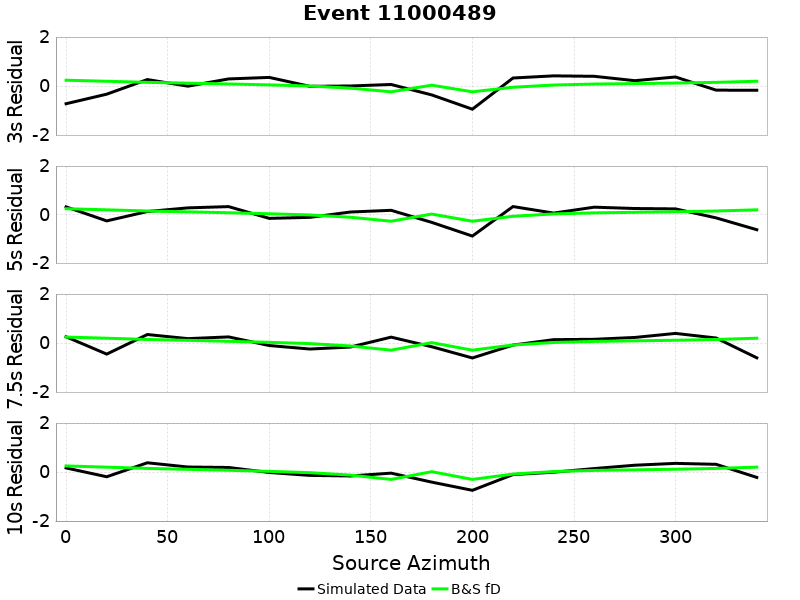 Event 11000489
3s Residual
2
0
-2
5s Residual
2
0
-2
7.5s Residual
2
0
-2
10s Residual
2
0
-2
0 50 100 150 200 250 300
Source Azimuth
Simulated Data B&S fD